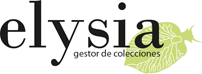 elysia
gestor de colecciones